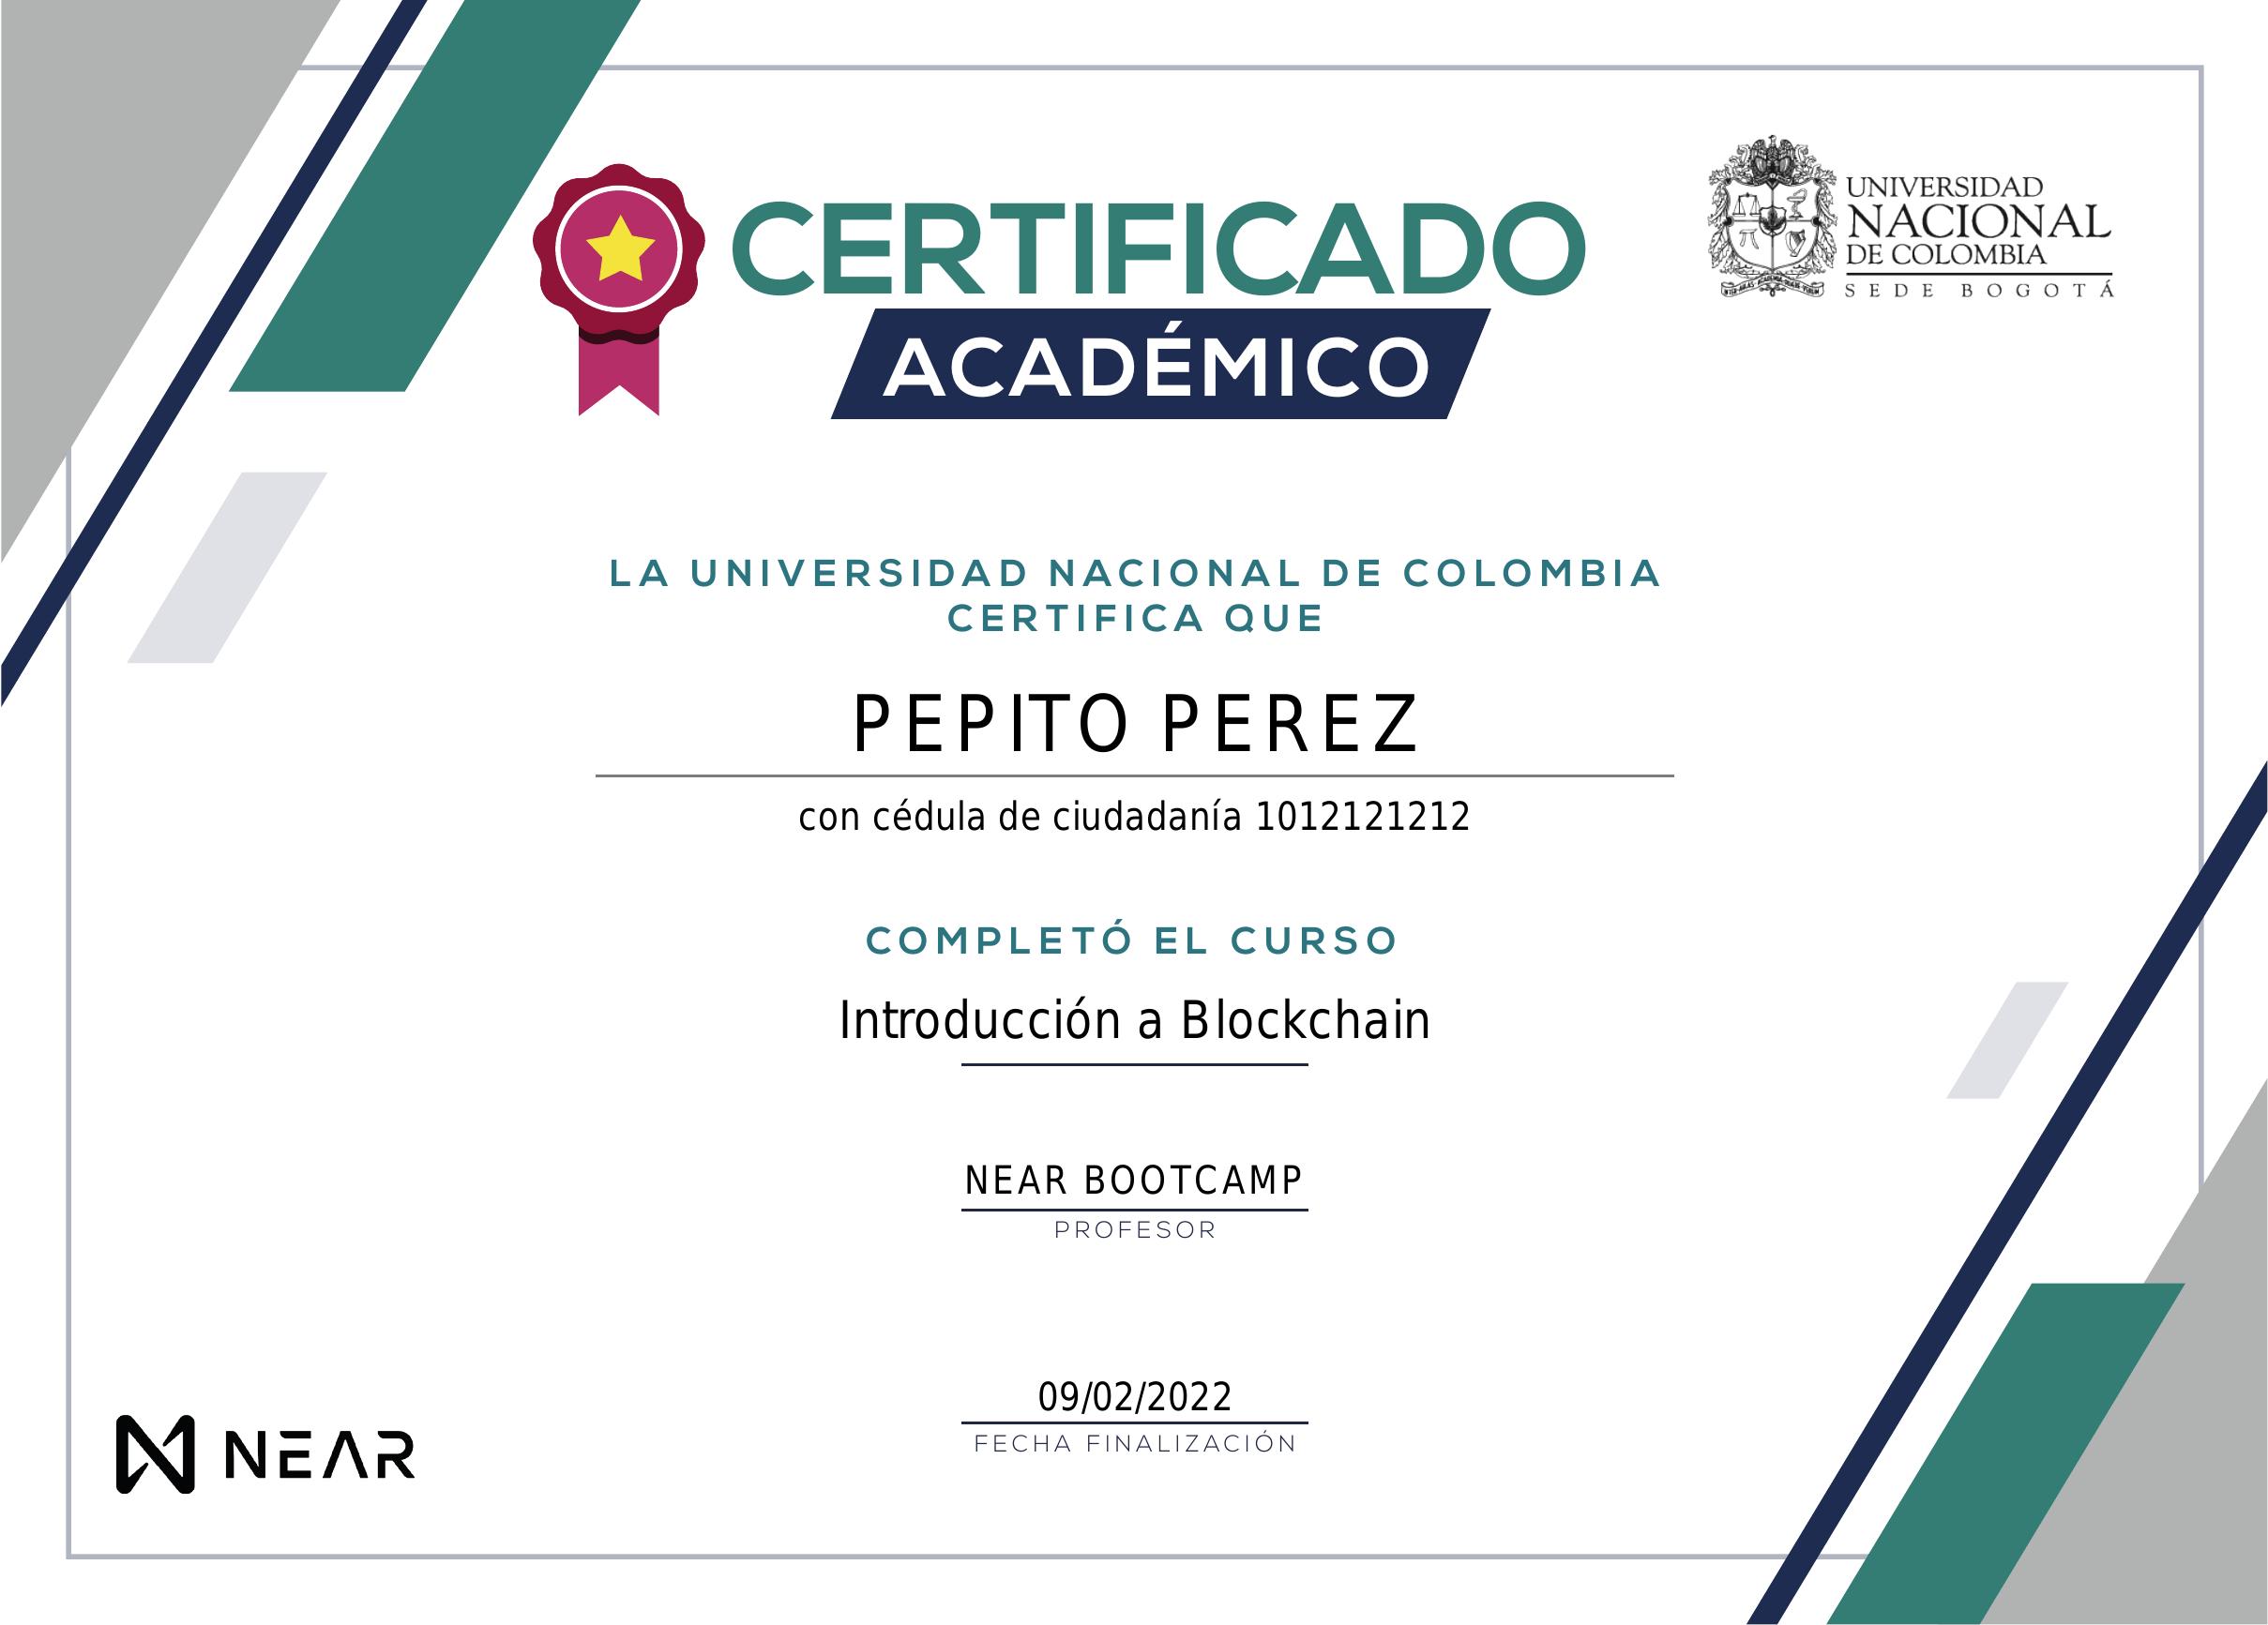 CERTIFICADO
ACADÉMICO
UNIVERSIDAD
NACIONAL
DE COLOMBIA
SEDE BOGOTÁ
LA UNIVERSIDAD NACIONAL DE COLOMBIA
CERTIFICA QUE
PEPITO PEREZ
con cédula de ciudadanía 1012121212
COMPLETÓ EL CURSO
Introducción a Blockchain
NEAR BOOTCAMP
PROFESOR
09/02/2022
FECHA FINALIZACIÓN
NEAR